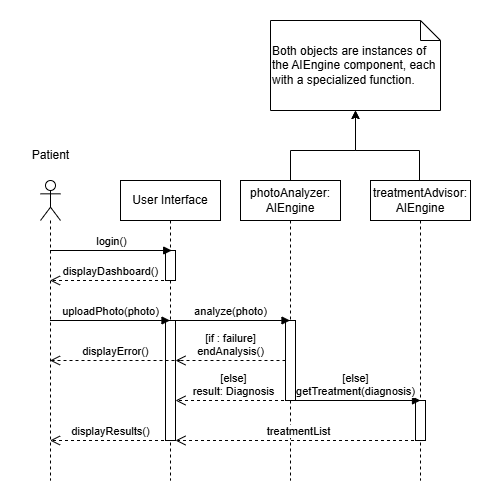 Both objects are instances of
the AIEngine component, each
with a specialized function.
Patient
User Interface
photoAnalyzer:
AIEngine
treatmentAdvisor:
AIEngine
login()
displayDashboard()
uploadPhoto(photo)
analyze(photo)
[if : failure]
displayError()
endAnalysis()
[else]
result: Diagnosis
[else]
getTreatment(diagnosis)
displayResults()
treatmentList